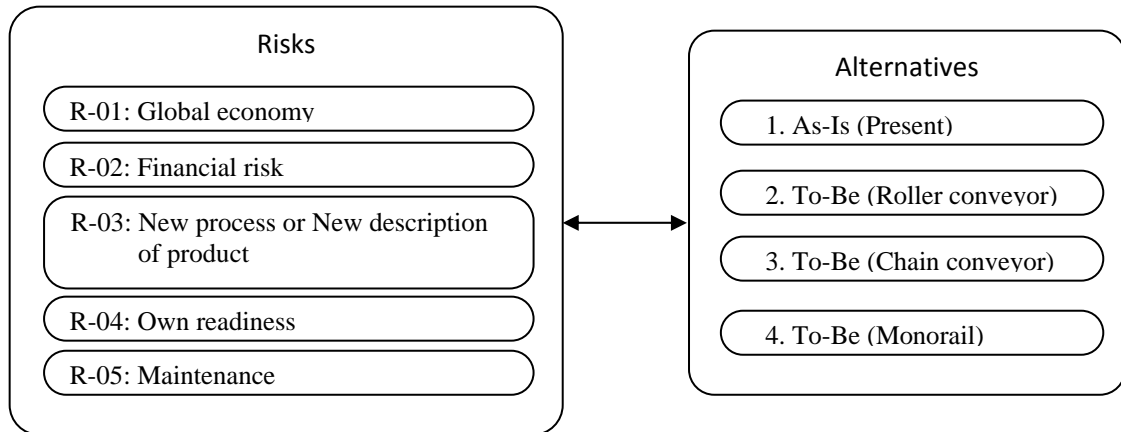 Risks
R-01: Global economy
R-02: Financial risk
R-03: New process or New description
of product
R-04: Own readiness
R-05: Maintenance
Alternatives
1. As-Is (Present)
2. To-Be (Roller conveyor)
3. To-Be (Chain conveyor)
4. To-Be (Monorail)